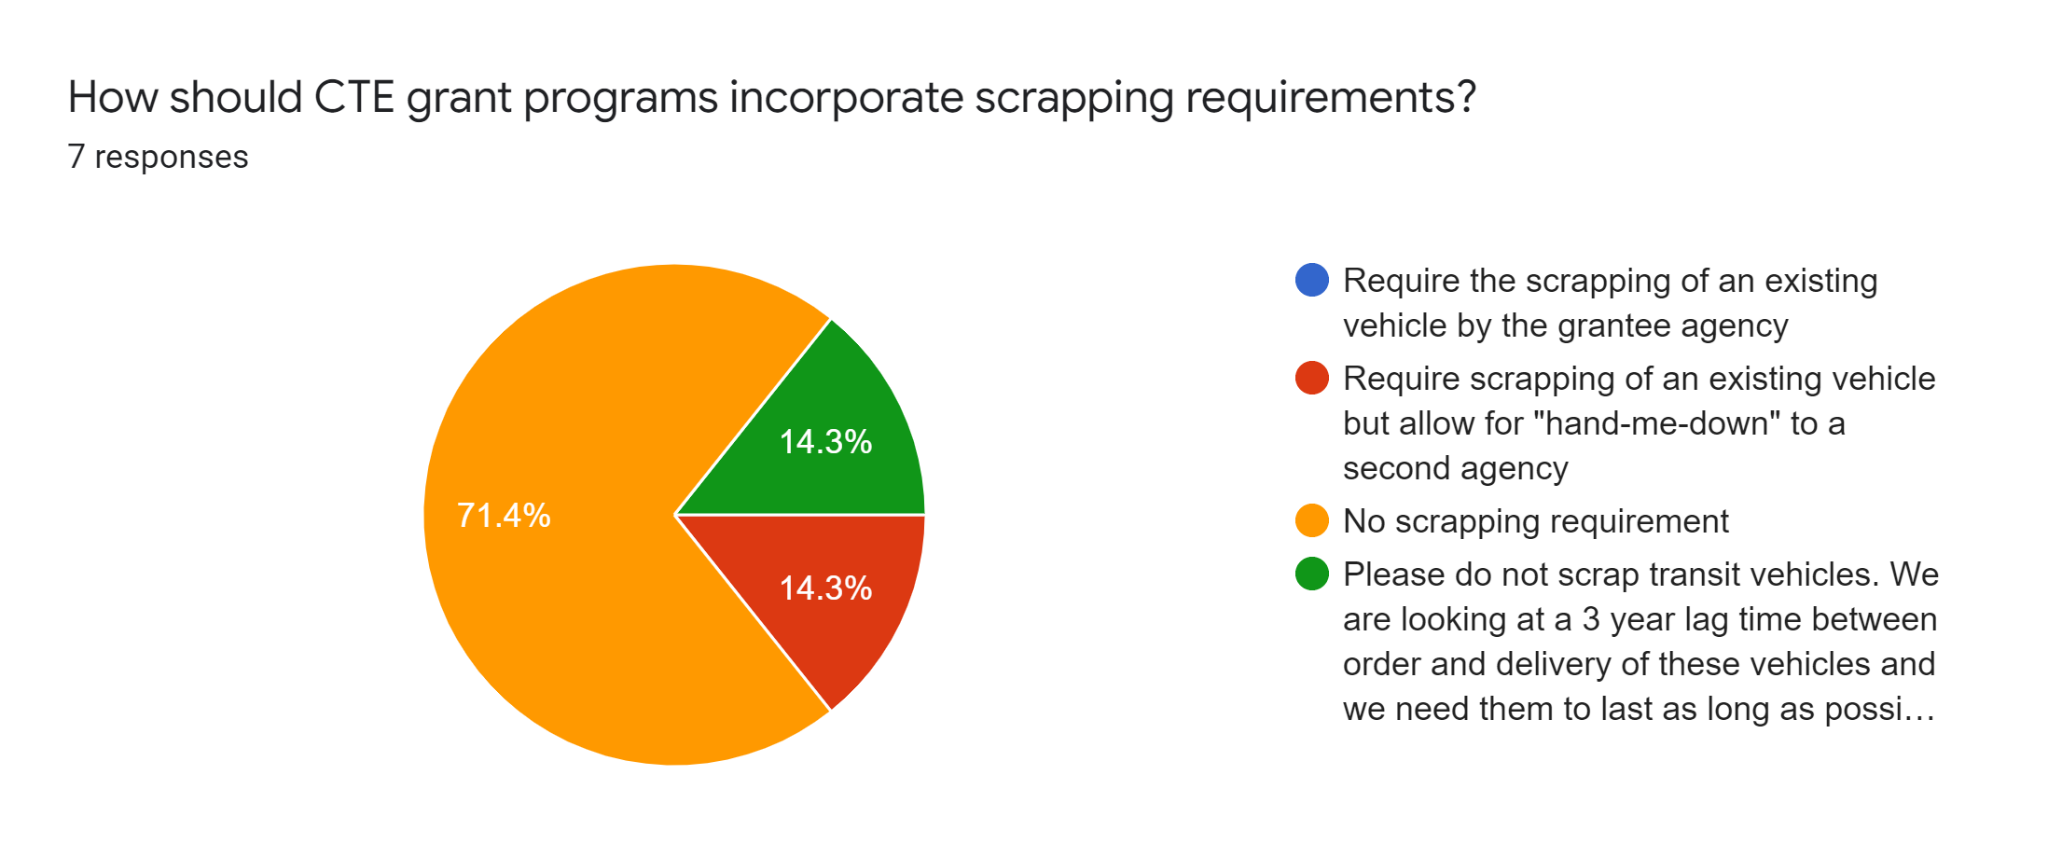 How should CTE grant programs incorporate scrapping requirements?
7 responses
71.4%
14.3%
14.3%
Require the scrapping of an existing
vehicle by the grantee agency
Require scrapping of an existing vehicle
but allow for "hand-me-down" to a
second agency
No scrapping requirement
Please do not scrap transit vehicles. We
are looking at a 3 year lag time between
order and delivery of these vehicles and
we need them to last as long as possi…